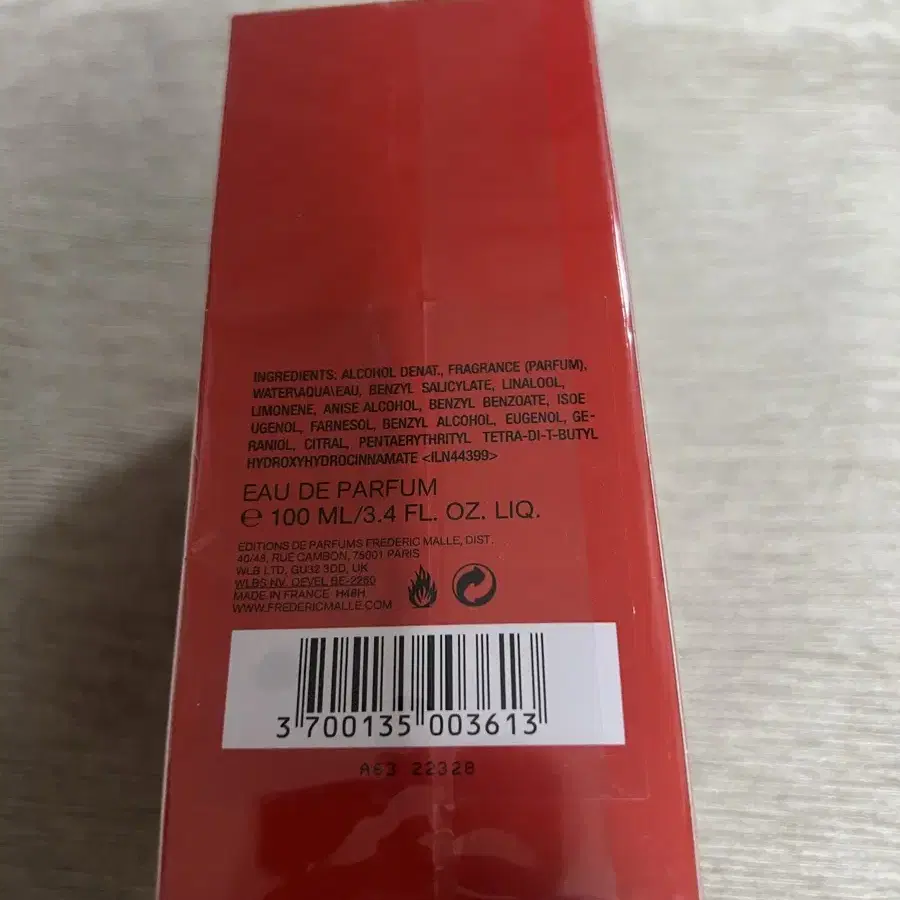 INGREDIENTS: ALCOHOL DENAT., FRAGRANCE (PARFUM),
WATER\AQUA\EAU, BENZYL SALICYLATE, LINALOOL,
LIMONENE, ANISE ALCOHOL, BENZYL BENZOATE, ISOE
UGENOL, FARNESOL, BENZYL ALCOHOL, EUGENOL, GE-
RANIOL, CITRAL, PENTAERYTHRITYL TETRA-DI-T-BUTYL
HYDROXYHYDROCINNAMATE <ILN44399>
EAU DE PARFUM
℮ 100 ML/3.4 FL. OZ. LIQ.
EDITIONS DE PARFUMS FREDERIC MALLE, DIST.
40/48, RUE CAMBON, 75001 PARIS
WLB LTD, GU32 3DD, UK
WLBS NV. OEVEL BE-2260
MADE IN FRANCE H48H
WWW.FREDERICMALLE.COM
3 700135 003613
A63 22328